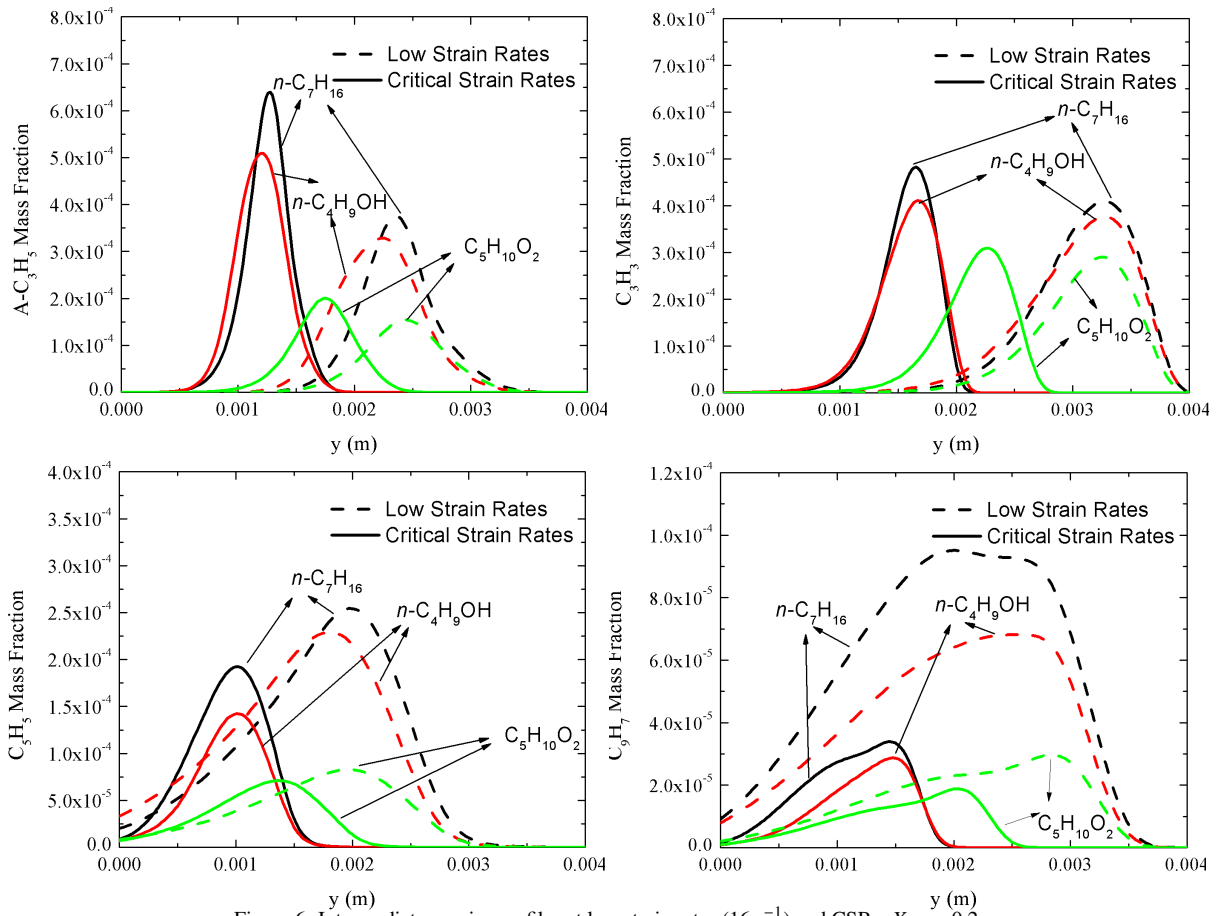 8.0x10⁻⁴
7.0x10⁻⁴
6.0x10⁻⁴
5.0x10⁻⁴
4.0x10⁻⁴
3.0x10⁻⁴
2.0x10⁻⁴
1.0x10⁻⁴
0.0
A-C₃H₅ Mass Fraction
Low Strain Rates
Critical Strain Rates
n-C₇H₁₆
n-C₄H₉OH
C₅H₁₀O₂
0.000 0.001 0.002 0.003 0.004
y (m)
8.0x10⁻⁴
7.0x10⁻⁴
6.0x10⁻⁴
5.0x10⁻⁴
4.0x10⁻⁴
3.0x10⁻⁴
2.0x10⁻⁴
1.0x10⁻⁴
0.0
C₃H₃ Mass Fraction
Low Strain Rates
Critical Strain Rates
n-C₇H₁₆
n-C₄H₉OH
C₅H₁₀O₂
0.000 0.001 0.002 0.003 0.004
y (m)
4.0x10⁻⁴
3.5x10⁻⁴
3.0x10⁻⁴
2.5x10⁻⁴
2.0x10⁻⁴
1.5x10⁻⁴
1.0x10⁻⁴
5.0x10⁻⁵
0.0
C₅H₅ Mass Fraction
Low Strain Rates
Critical Strain Rates
n-C₇H₁₆
n-C₄H₉OH
C₅H₁₀O₂
0.000 0.001 0.002 0.003 0.004
y (m)
1.2x10⁻⁴
1.0x10⁻⁴
8.0x10⁻⁵
6.0x10⁻⁵
4.0x10⁻⁵
2.0x10⁻⁵
0.0
C₉H₇ Mass Fraction
Low Strain Rates
Critical Strain Rates
n-C₇H₁₆
n-C₄H₉OH
C₅H₁₀O₂
0.000 0.001 0.002 0.003 0.004
y (m)